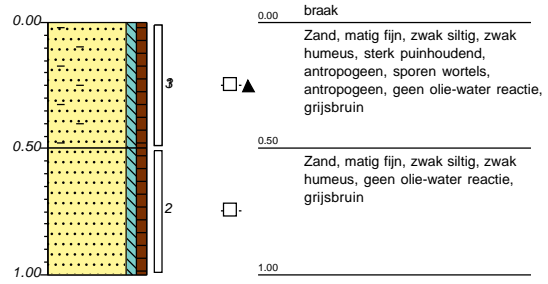 0.00
0.50
1.00
2
0.00
braak
Zand, matig fijn, zwak siltig, zwak
humeus, sterk puinhoudend,
antropogeen, sporen wortels,
antropogeen, geen olie-water reactie,
grijsbruin
0.50
Zand, matig fijn, zwak siltig, zwak
humeus, geen olie-water reactie,
grijsbruin
1.00